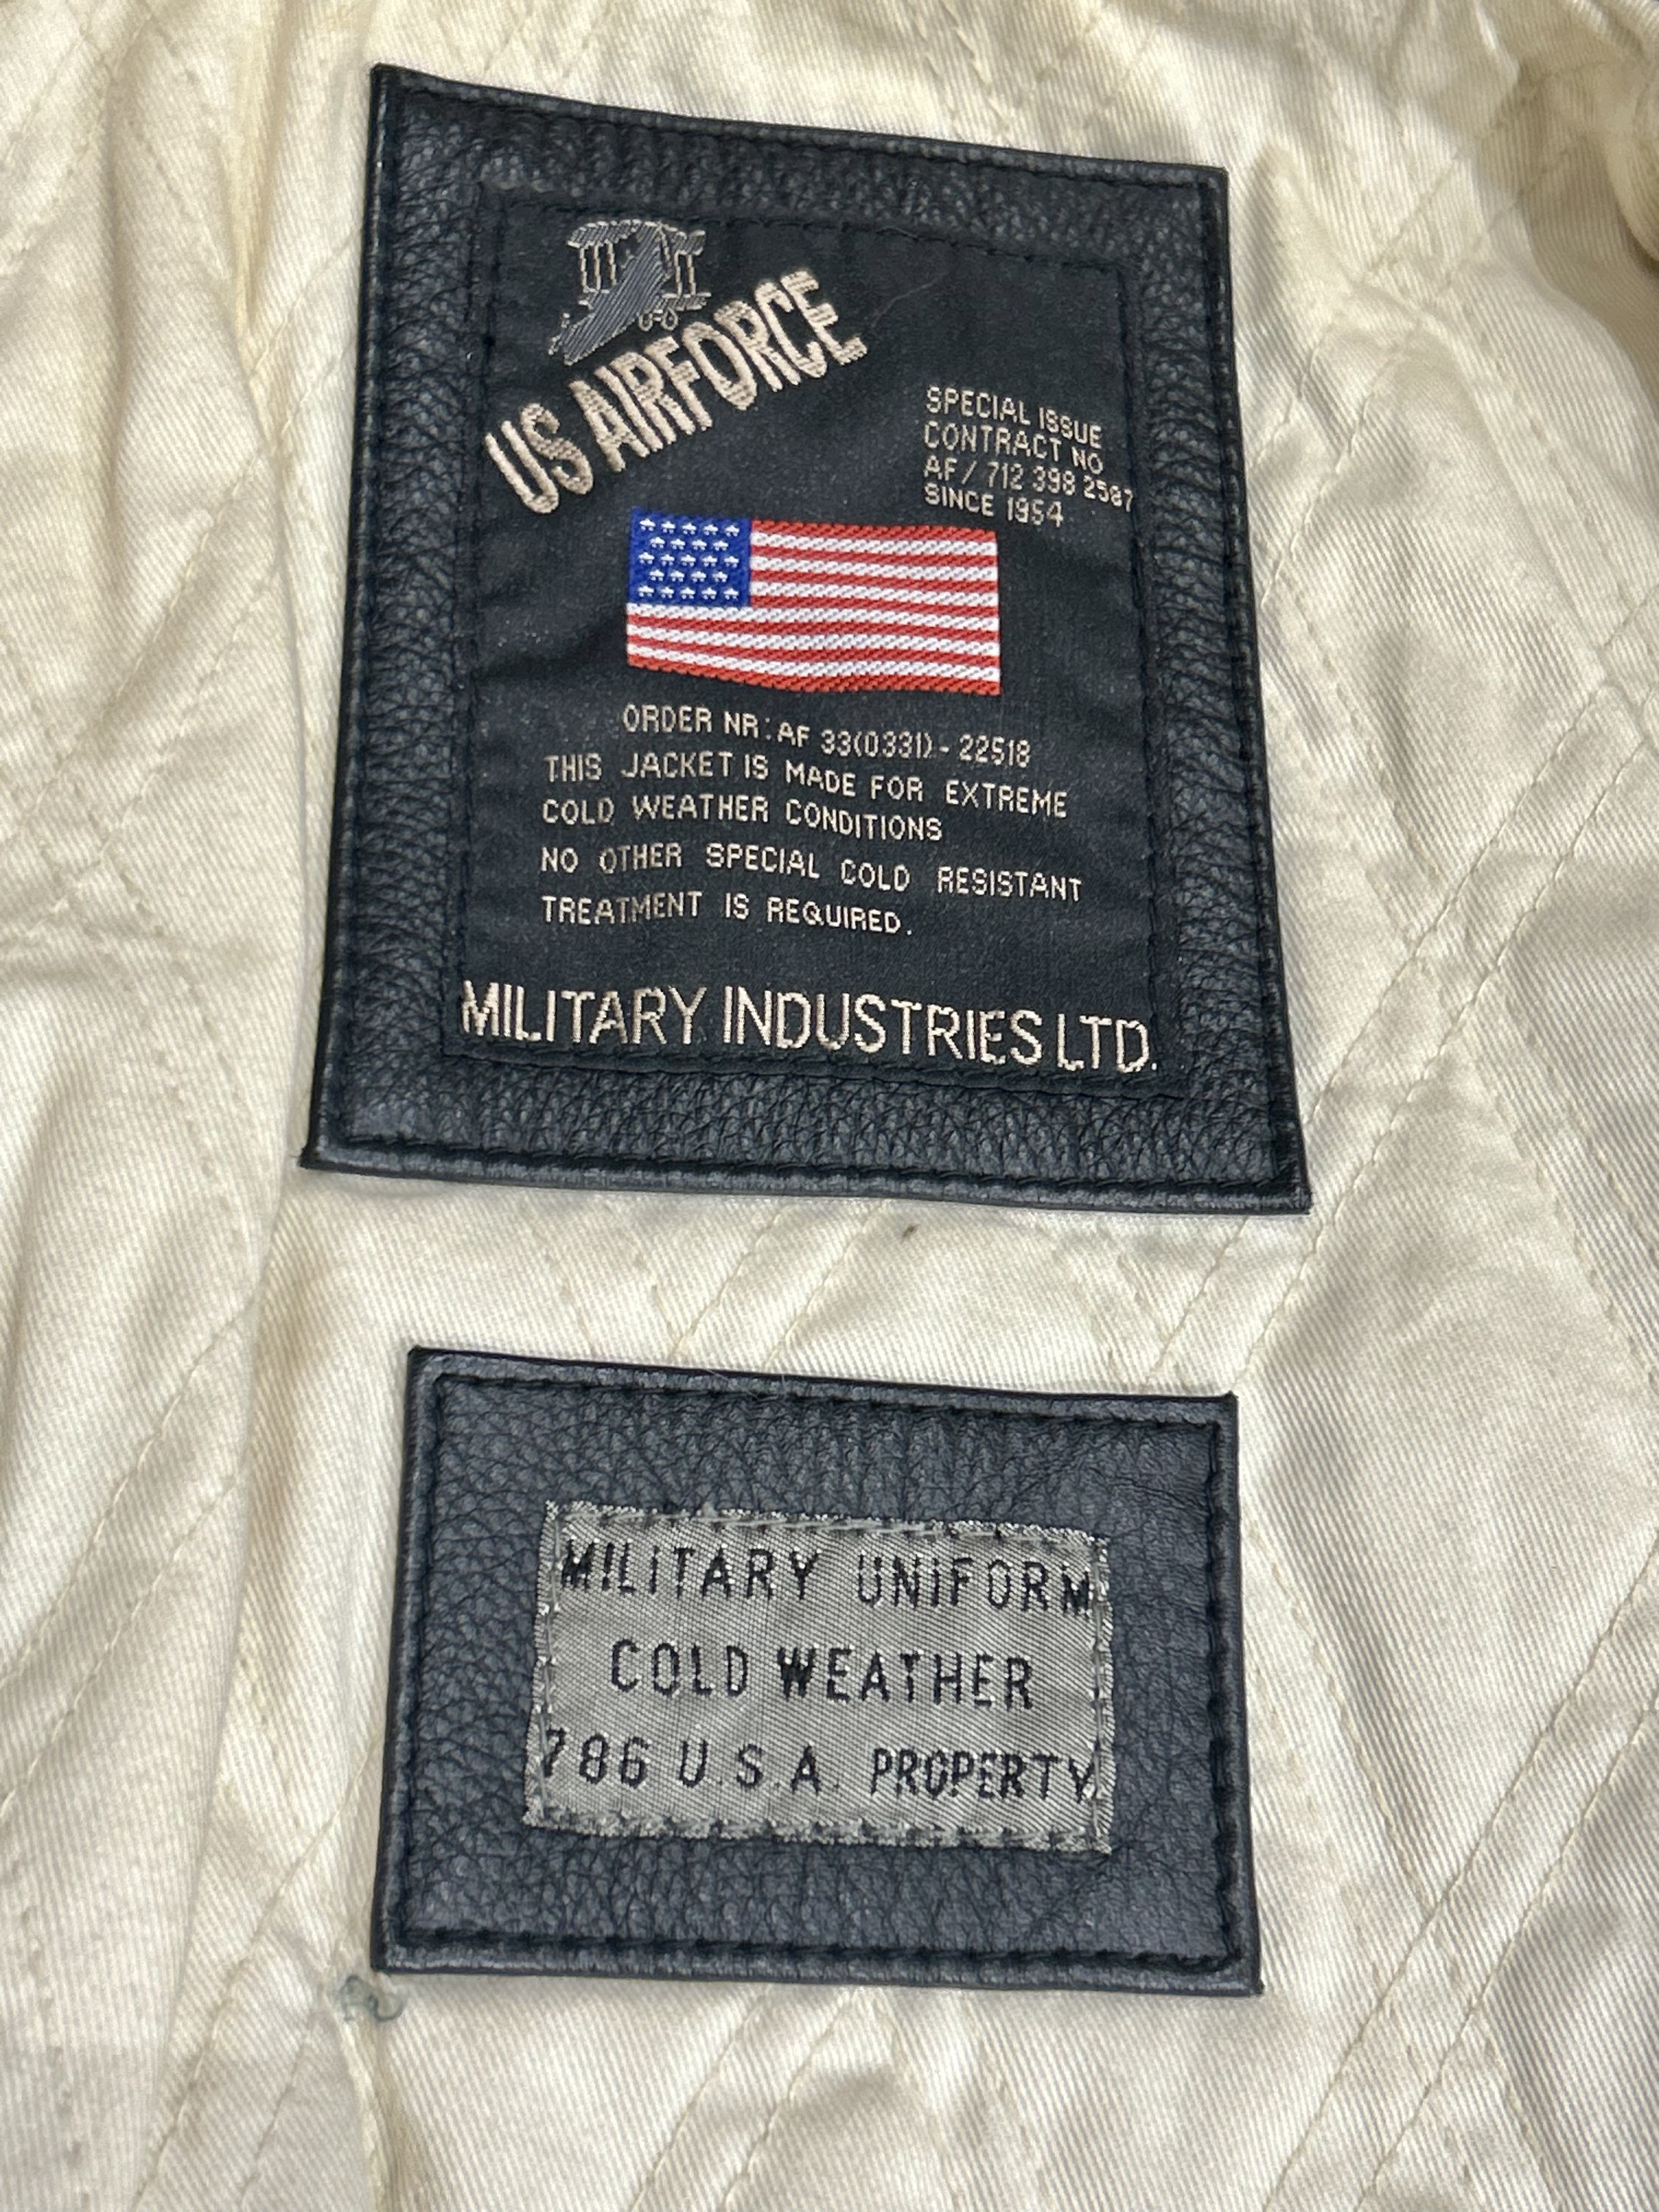 US AIRFORCE
SPECIAL ISSUE
CONTRACT NO
AF/ 712 398 2587
SINCE 1954
ORDER NR: AF 33(0331) - 22518
THIS JACKET IS MADE FOR EXTREME
COLD WEATHER CONDITIONS
NO OTHER SPECIAL COLD RESISTANT
TREATMENT IS REQUIRED.
MILITARY INDUSTRIES LTD.
MILITARY UNIFORM
COLD WEATHER
786 U.S.A. PROPERTY